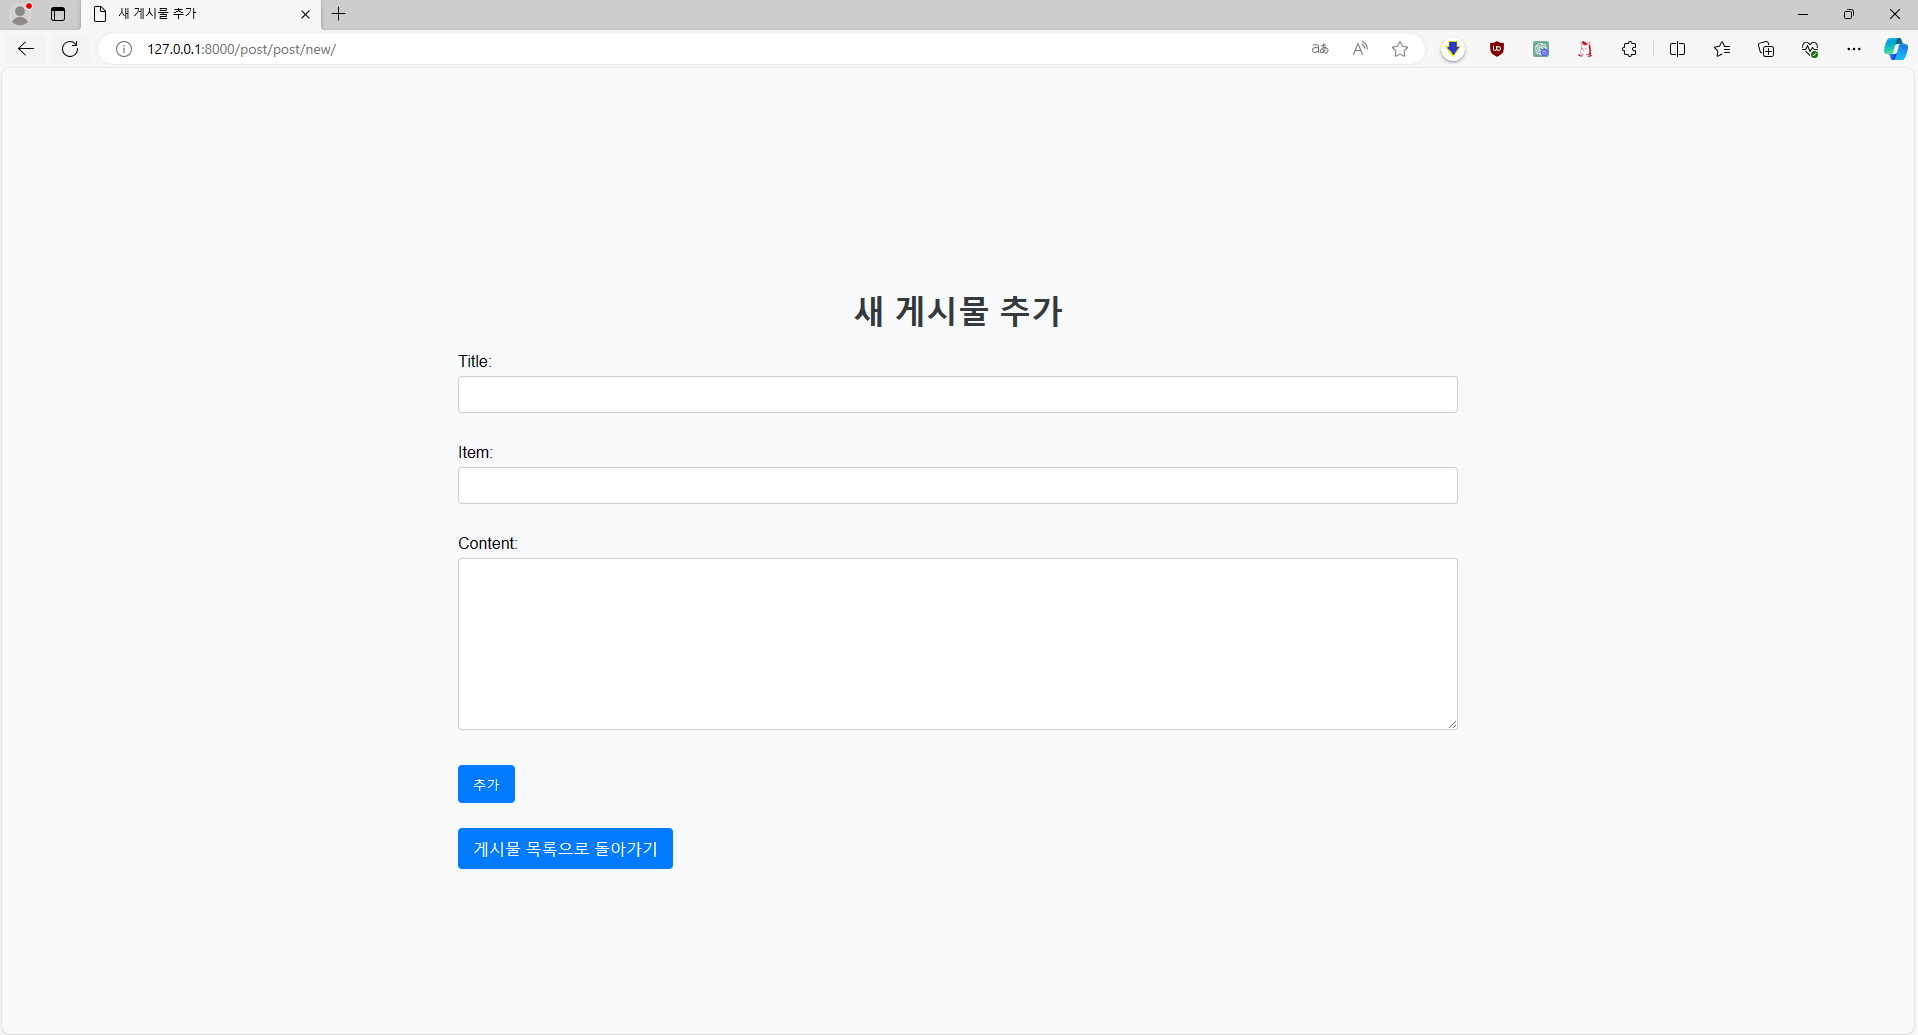 새 게시물 추가
127.0.0.1:8000/post/post/new/
새 게시물 추가
Title:
Item:
Content:
추가
게시물 목록으로 돌아가기